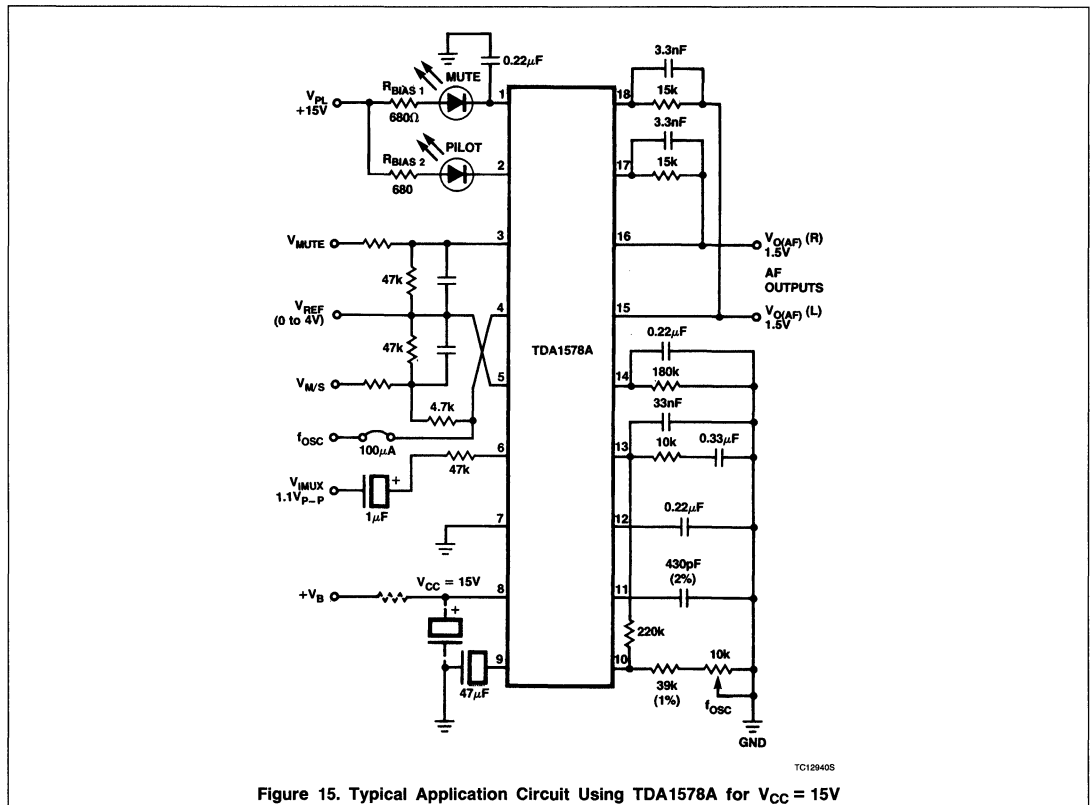 0.22µF
MUTE
V_PL
+15V
R_BIAS 1
680Ω
1
PILOT
R_BIAS 2
680
2
V_MUTE
3
47k
V_REF
(0 to 4V)
4
47k
V_M/S
5
4.7k
f_OSC
100µA
6
47k
V_IMUX
1.1V_P–P
+
1µF
7
V_CC = 15V
+V_B
8
+
9
47µF
TDA1578A
3.3nF
18
15k
3.3nF
17
15k
16
V_O(AF) (R)
1.5V
AF
OUTPUTS
15
V_O(AF) (L)
1.5V
0.22µF
14
180k
33nF
13
10k
0.33µF
12
0.22µF
430pF
(2%)
11
220k
10
39k
(1%)
10k
f_OSC
GND
TC12940S
Figure 15. Typical Application Circuit Using TDA1578A for V_CC = 15V